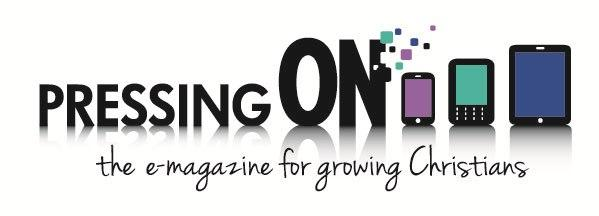 PRESSING ON
the e-magazine for growing Christians